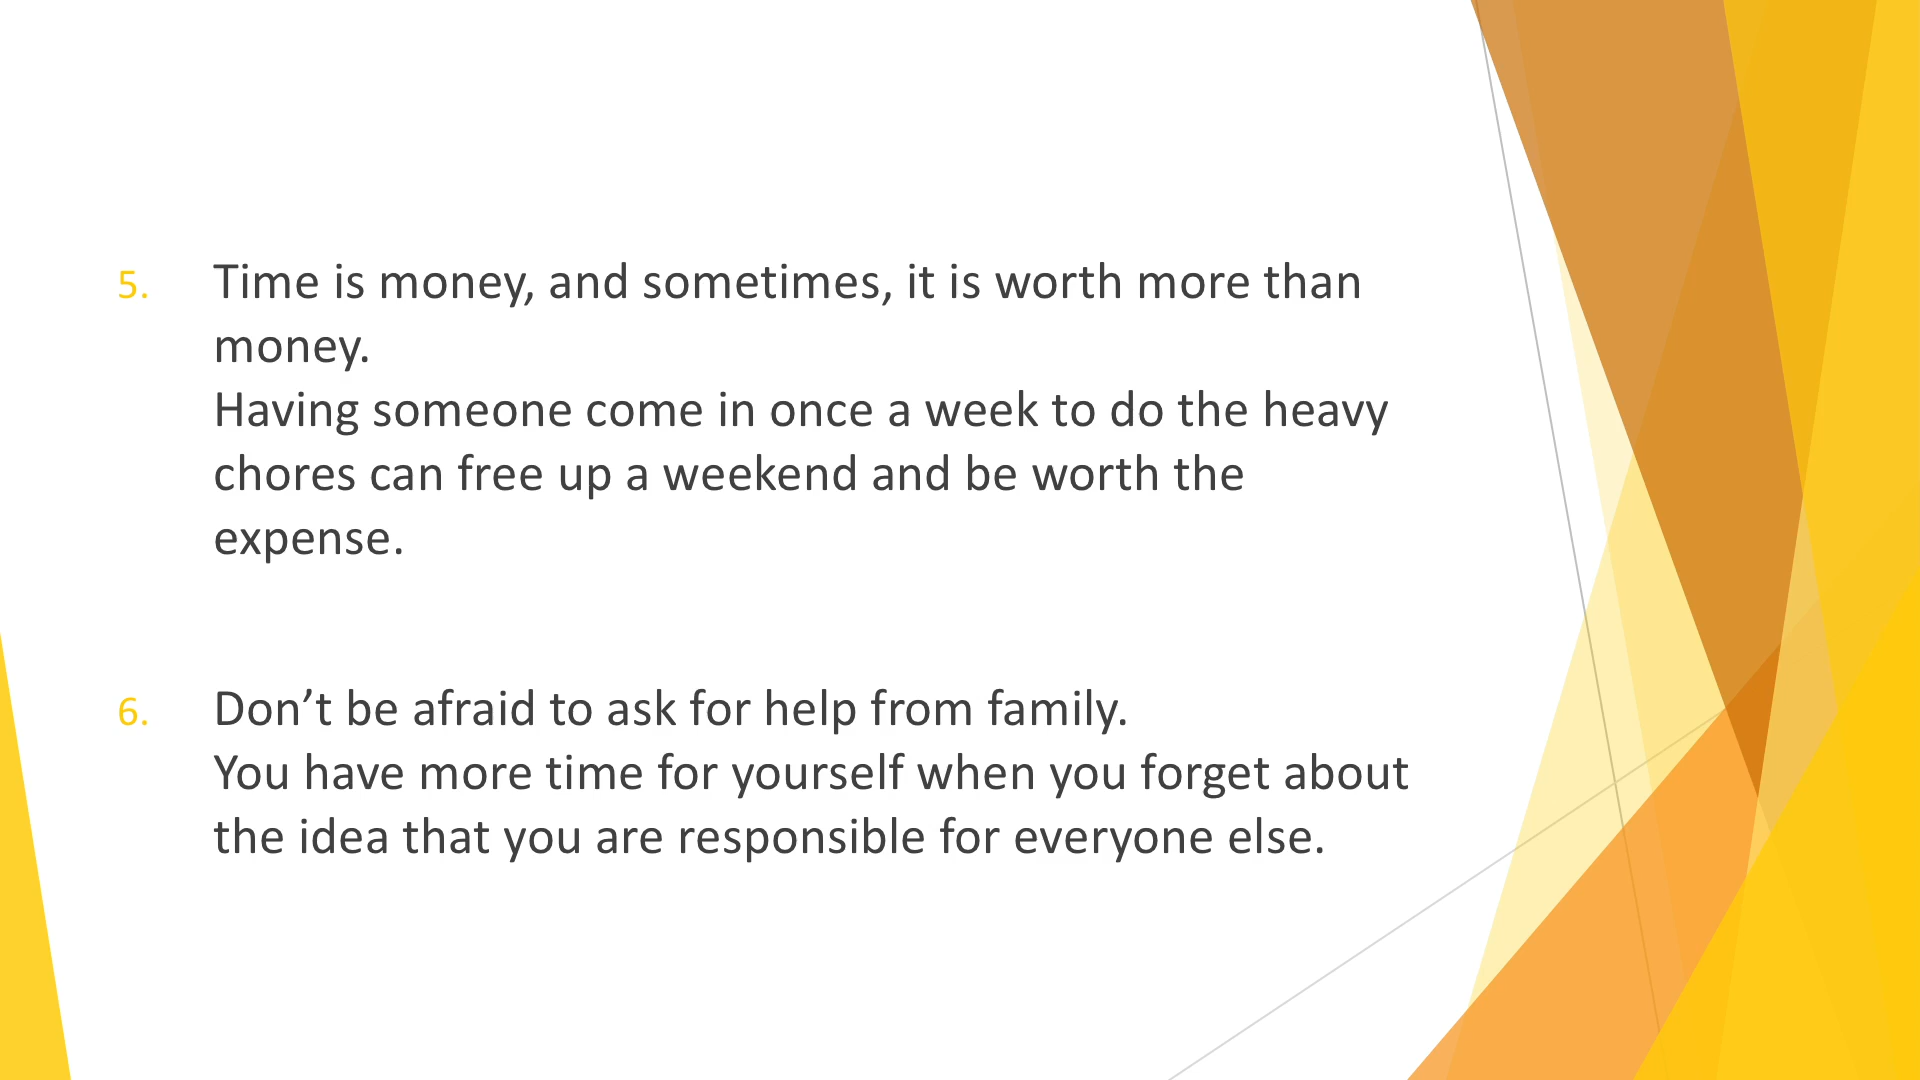 5. Time is money, and sometimes, it is worth more than
money.
Having someone come in once a week to do the heavy
chores can free up a weekend and be worth the
expense.
6. Don’t be afraid to ask for help from family.
You have more time for yourself when you forget about
the idea that you are responsible for everyone else.